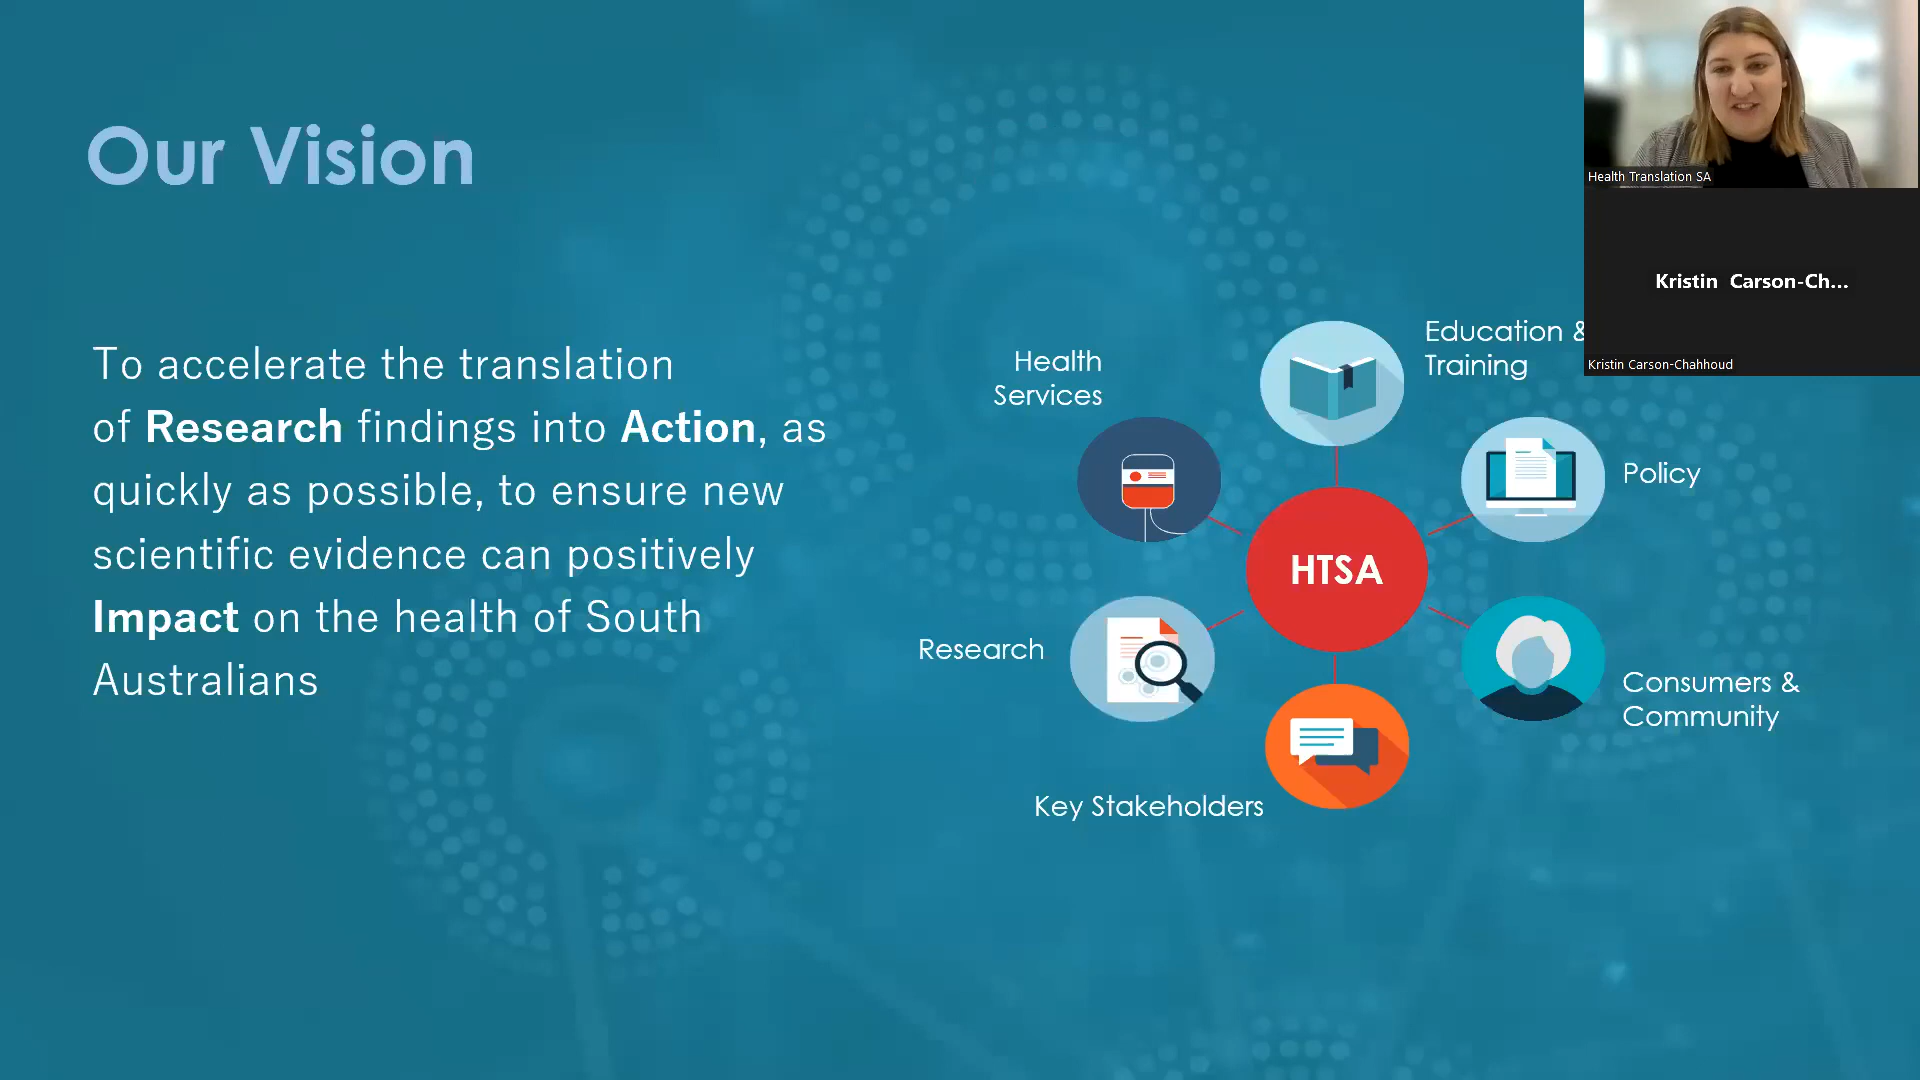 Our Vision
To accelerate the translation
of Research findings into Action, as
quickly as possible, to ensure new
scientific evidence can positively
Impact on the health of South
Australians
Health
Services
Education &
Training
Policy
HTSA
Research
Consumers &
Community
Key Stakeholders
Health Translation SA
Kristin Carson-Ch...
Kristin Carson-Chahhoud